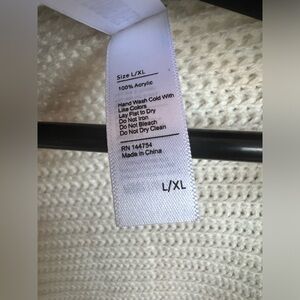 Size L/XL
100% Acrylic
Hand Wash Cold With
Like Colors
Lay Flat to Dry
Do Not Iron
Do Not Bleach
Do Not Dry Clean
RN 144754
Made in China
L/XL